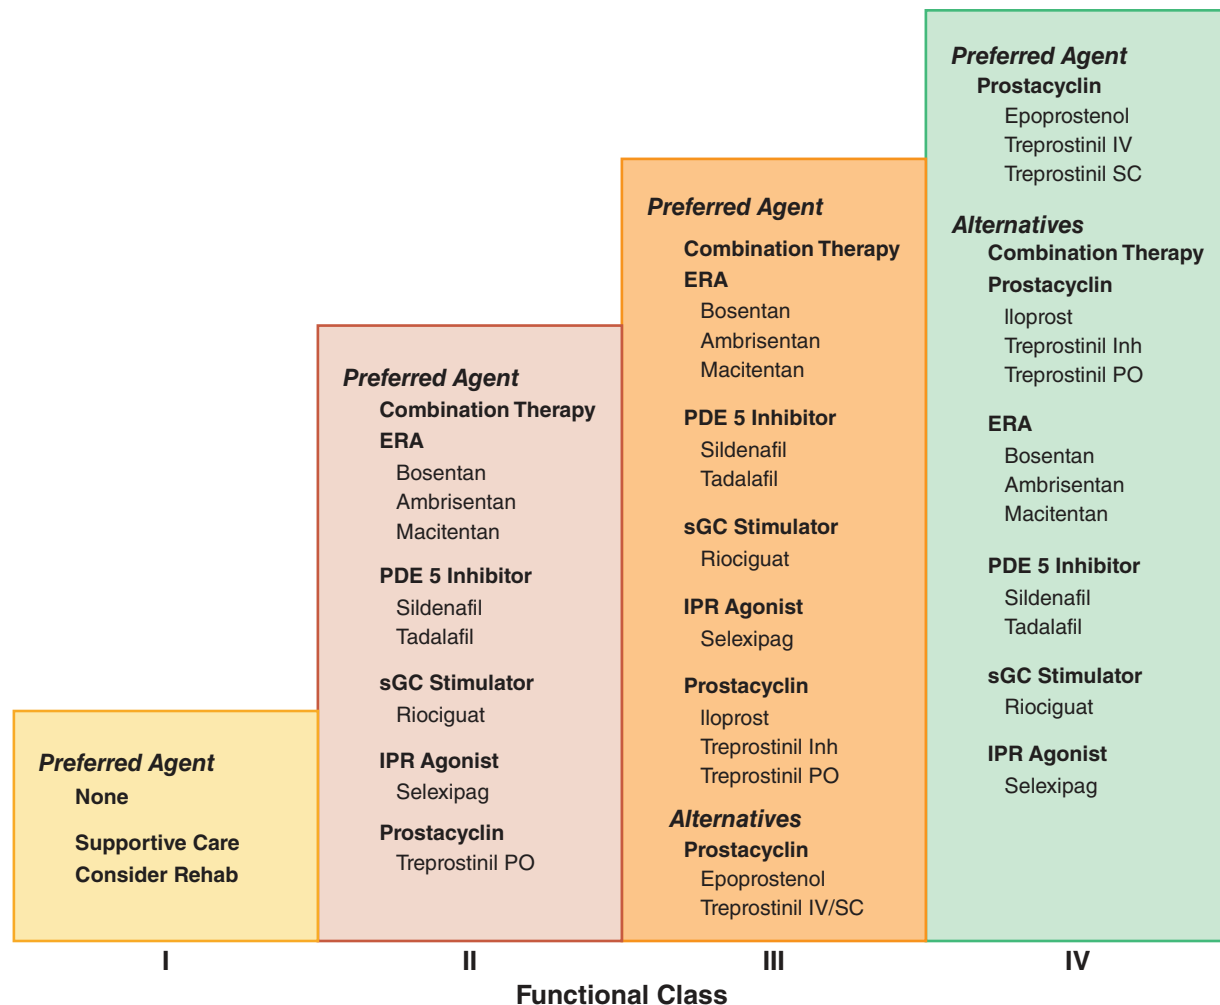 Preferred Agent
None
Supportive Care
Consider Rehab
Preferred Agent
Combination Therapy
ERA
Bosentan
Ambrisentan
Macitentan
PDE 5 Inhibitor
Sildenafil
Tadalafil
sGC Stimulator
Riociguat
IPR Agonist
Selexipag
Prostacyclin
Treprostinil PO
Preferred Agent
Combination Therapy
ERA
Bosentan
Ambrisentan
Macitentan
PDE 5 Inhibitor
Sildenafil
Tadalafil
sGC Stimulator
Riociguat
IPR Agonist
Selexipag
Prostacyclin
Iloprost
Treprostinil Inh
Treprostinil PO
Alternatives
Prostacyclin
Epoprostenol
Treprostinil IV/SC
Preferred Agent
Prostacyclin
Epoprostenol
Treprostinil IV
Treprostinil SC
Alternatives
Combination Therapy
Prostacyclin
Iloprost
Treprostinil Inh
Treprostinil PO
ERA
Bosentan
Ambrisentan
Macitentan
PDE 5 Inhibitor
Sildenafil
Tadalafil
sGC Stimulator
Riociguat
IPR Agonist
Selexipag
I
II
III
IV
Functional Class